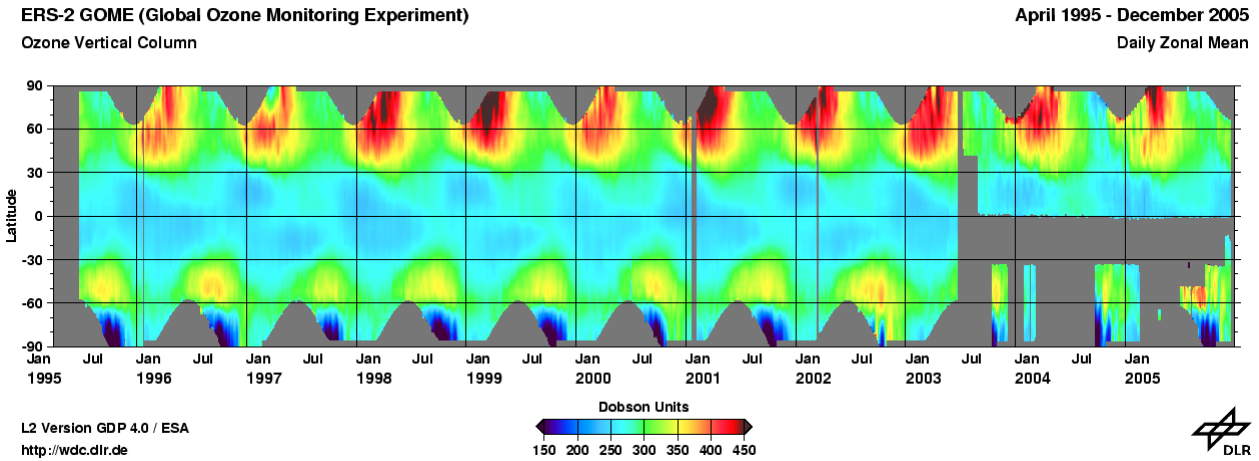 ERS-2 GOME (Global Ozone Monitoring Experiment)
April 1995 - December 2005
Ozone Vertical Column
Daily Zonal Mean
90
60
30
0
-30
-60
-90
Latitude
Jan Jul Jan Jul Jan Jul Jan Jul Jan Jul Jan Jul Jan Jul Jan Jul Jan Jul Jan Jul Jan
1995 1996 1997 1998 1999 2000 2001 2002 2003 2004 2005
Dobson Units
150 200 250 300 350 400 450
L2 Version GDP 4.0 / ESA
http://wdc.dlr.de
DLR